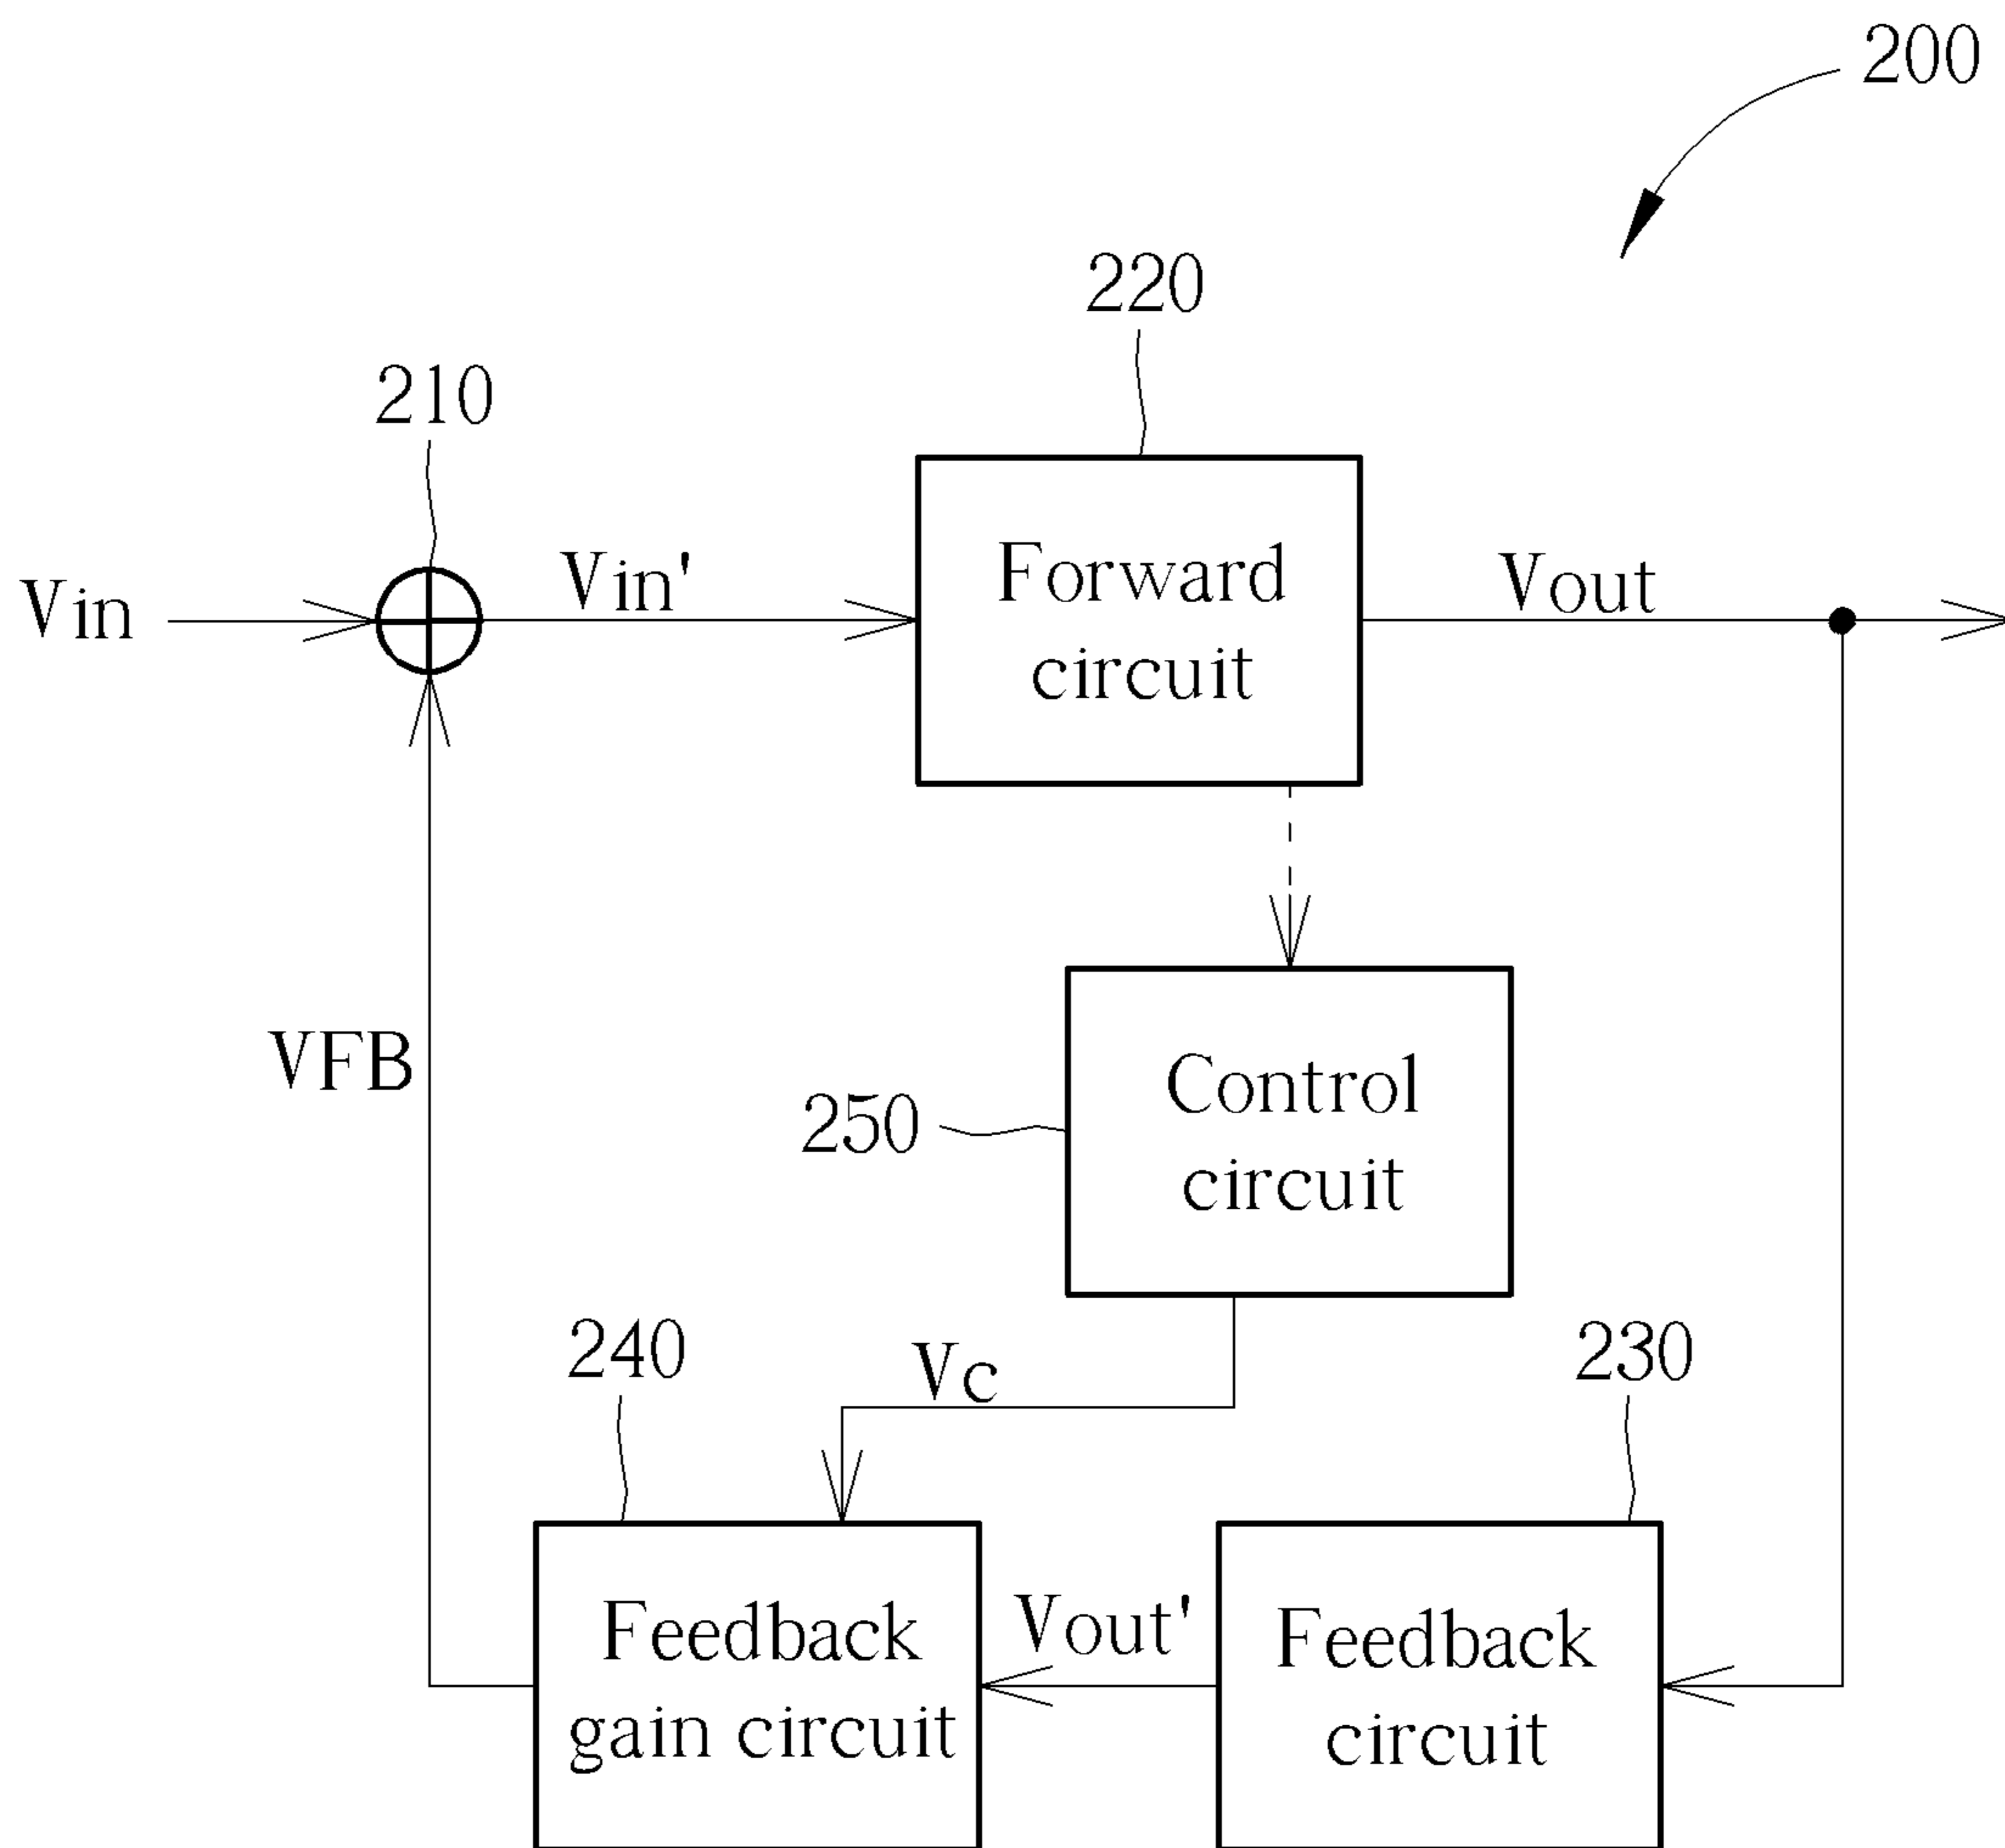 200
220
210
Vin
Vin'
Forward
circuit
Vout
VFB
250
Control
circuit
240
Vc
230
Feedback
gain circuit
Vout'
Feedback
circuit